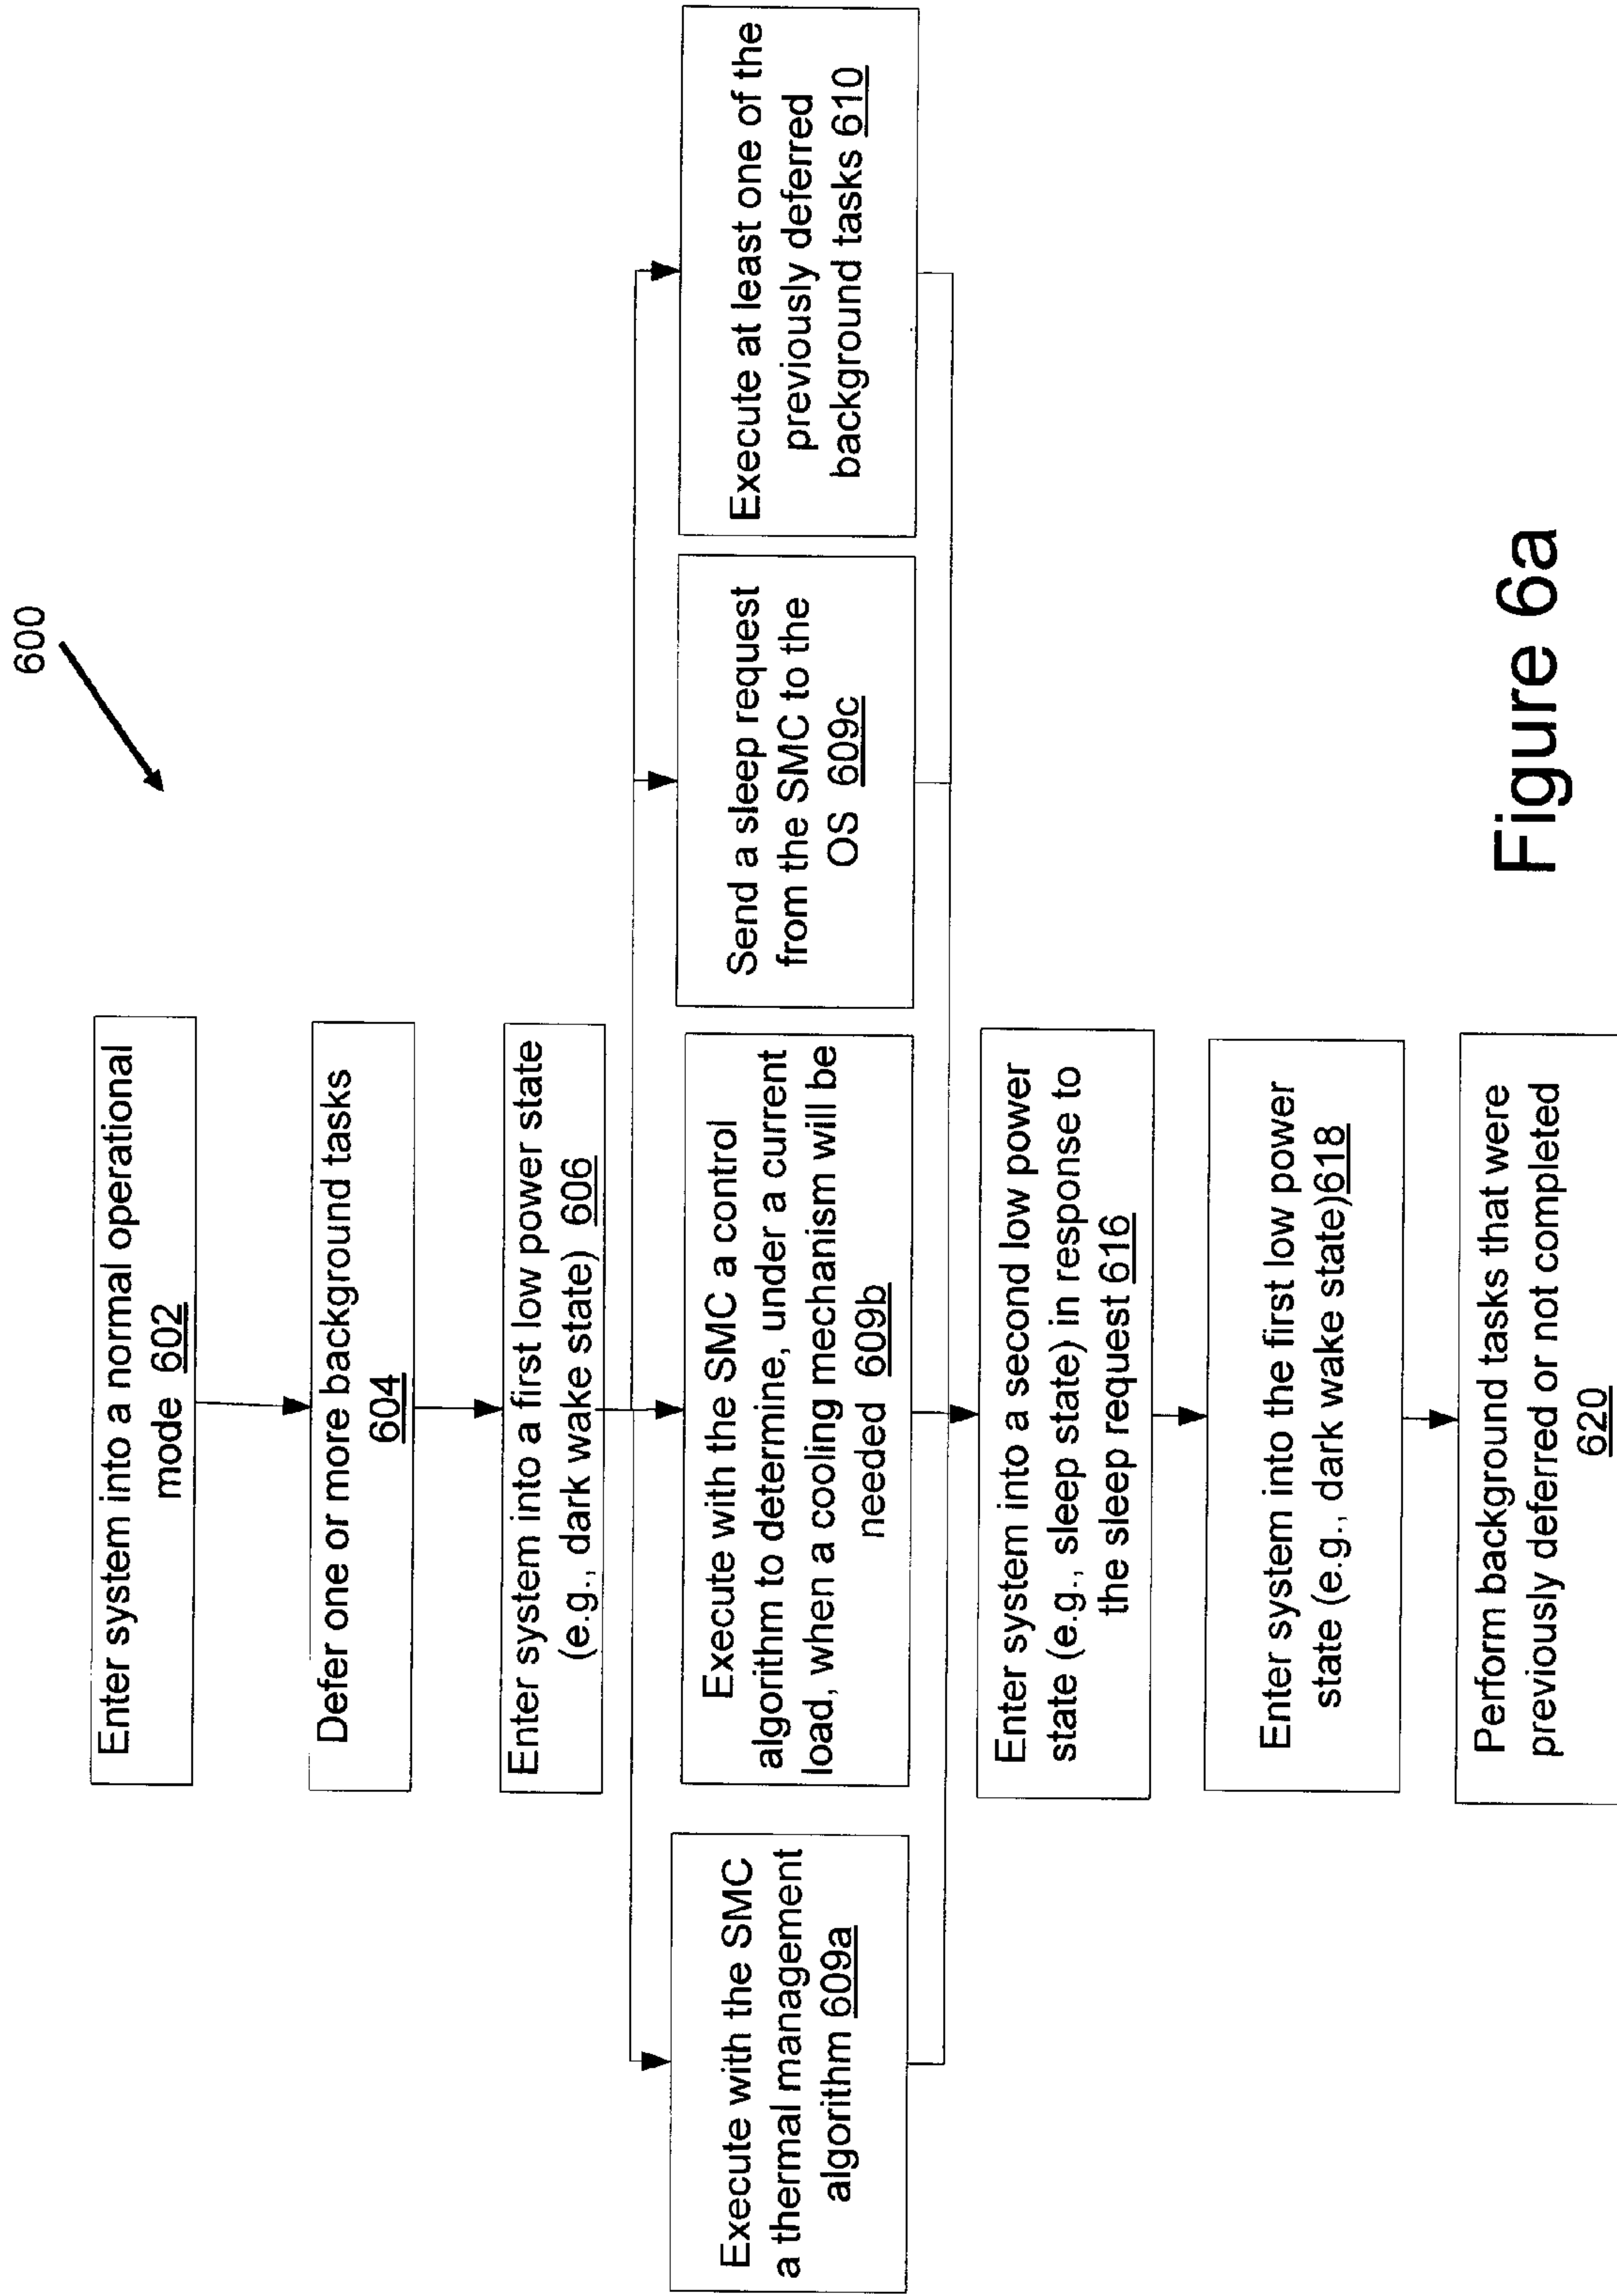 600
Enter system into a normal operational
mode 602
Defer one or more background tasks
604
Enter system into a first low power state
(e.g., dark wake state) 606
Execute with the SMC
a thermal management
algorithm 609a
Execute with the SMC a control
algorithm to determine, under a current
load, when a cooling mechanism will be
needed 609b
Send a sleep request
from the SMC to the
OS 609c
Execute at least one of the
previously deferred
background tasks 610
Enter system into a second low power
state (e.g., sleep state) in response to
the sleep request 616
Enter system into the first low power
state (e.g., dark wake state)618
Perform background tasks that were
previously deferred or not completed
620
Figure 6a